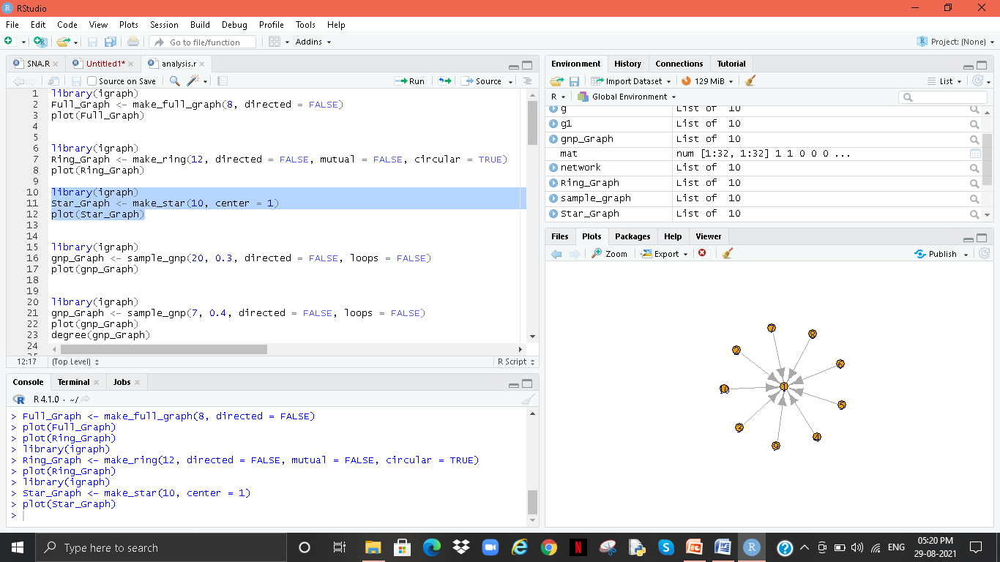 RStudio
File Edit Code View Plots Session Build Debug Profile Tools Help
Go to file/function Addins Project: (None)
SNA.R Untitled1* analysis.r
Source on Save Run Source
1 library(igraph)
2 Full_Graph <- make_full_graph(8, directed = FALSE)
3 plot(Full_Graph)
4
5
6 library(igraph)
7 Ring_Graph <- make_ring(12, directed = FALSE, mutual = FALSE, circular = TRUE)
8 plot(Ring_Graph)
9
10 library(igraph)
11 Star_Graph <- make_star(10, center = 1)
12 plot(Star_Graph)
13
14
15 library(igraph)
16 gnp_Graph <- sample_gnp(20, 0.3, directed = FALSE, loops = FALSE)
17 plot(gnp_Graph)
18
19
20 library(igraph)
21 gnp_Graph <- sample_gnp(7, 0.4, directed = FALSE, loops = FALSE)
22 plot(gnp_Graph)
23 degree(gnp_Graph)
24
12:17 (Top Level) R Script
Console Terminal Jobs
R 4.1.0 · ~/
> Full_Graph <- make_full_graph(8, directed = FALSE)
> plot(Full_Graph)
> plot(Ring_Graph)
> library(igraph)
> Ring_Graph <- make_ring(12, directed = FALSE, mutual = FALSE, circular = TRUE)
> plot(Ring_Graph)
> library(igraph)
> Star_Graph <- make_star(10, center = 1)
> plot(Star_Graph)
>
Environment History Connections Tutorial
Import Dataset 129 MiB List
R Global Environment
g List of 10
g1 List of 10
gnp_Graph List of 10
mat num [1:32, 1:32] 1 1 0 0 0 ...
network List of 10
Ring_Graph List of 10
sample_graph List of 10
Star_Graph List of 10
Files Plots Packages Help Viewer
Zoom Export Publish
7
8
2
6
10
1
5
3
4
9
Type here to search
ENG
05:20 PM
29-08-2021